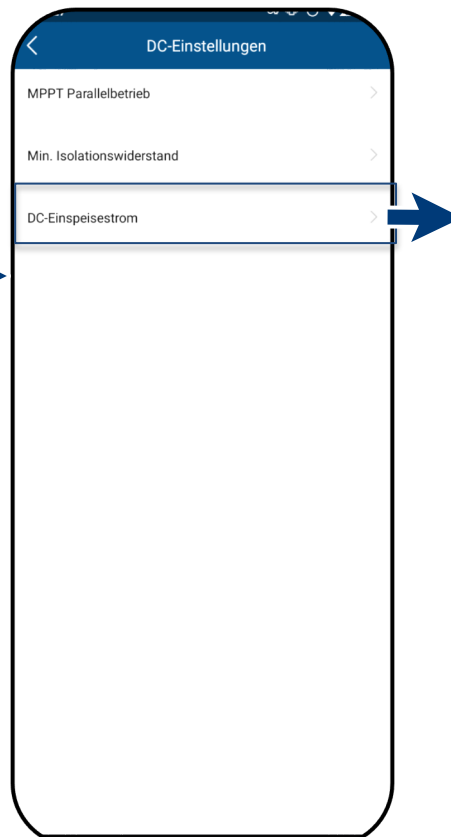 DC-Einstellungen
MPPT Parallelbetrieb
Min. Isolationswiderstand
DC-Einspeisestrom